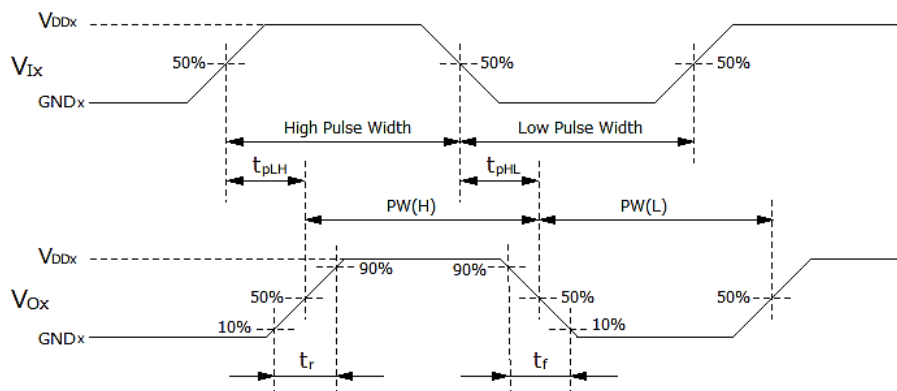 VDDx
VIx
50%
50%
50%
GNDx
High Pulse Width
Low Pulse Width
tpLH
tpHL
PW(H)
PW(L)
VDDx
90%
90%
VOx
50%
50%
50%
10%
10%
GNDx
tr
tf